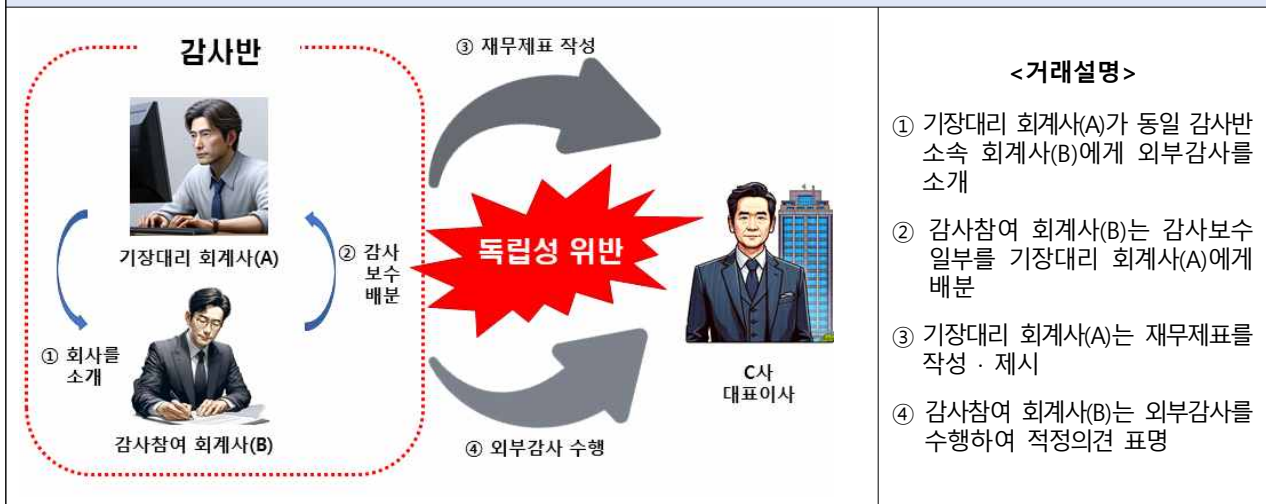 감사반
③ 재무제표 작성
기장대리 회계사(A)
② 감사
보수
배분
독립성 위반
① 회사를
소개
감사참여 회계사(B)
④ 외부감사 수행
C사
대표이사
<거래설명>
① 기장대리 회계사(A)가 동일 감사반
소속 회계사(B)에게 외부감사를
소개
② 감사참여 회계사(B)는 감사보수
일부를 기장대리 회계사(A)에게
배분
③ 기장대리 회계사(A)는 재무제표를
작성 · 제시
④ 감사참여 회계사(B)는 외부감사를
수행하여 적정의견 표명